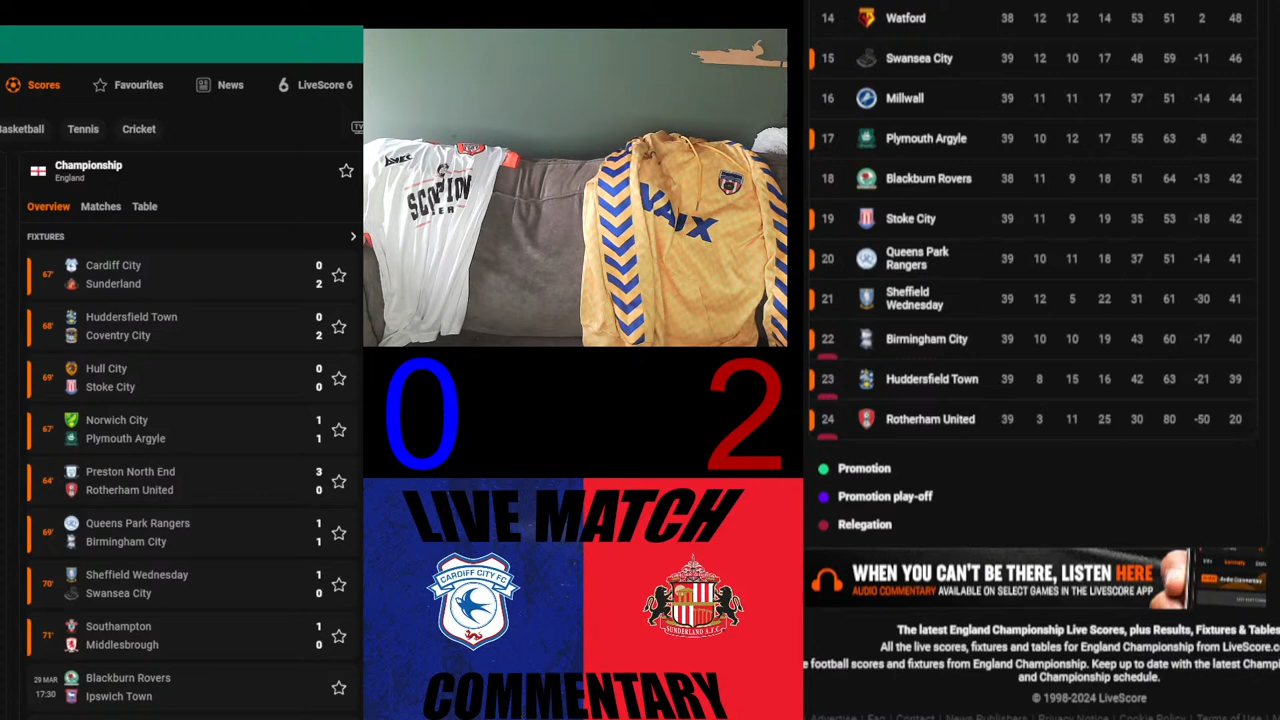 Scores
Favourites
News
6 LiveScore 6
Basketball
Tennis
Cricket
TV
Championship
England
Overview
Matches
Table
FIXTURES
67' Cardiff City 0
Sunderland 2
68' Huddersfield Town 0
Coventry City 2
69' Hull City 0
Stoke City 0
67' Norwich City 1
Plymouth Argyle 1
64' Preston North End 3
Rotherham United 0
69' Queens Park Rangers 1
Birmingham City 1
70' Sheffield Wednesday 1
Swansea City 0
71' Southampton 1
Middlesbrough 0
29 MAR Blackburn Rovers
17:30 Ipswich Town
SCORPION
VAUX
0 2
LIVE MATCH
CARDIFF CITY FC
SUNDERLAND A.F.C
COMMENTARY
14 Watford 38 12 12 14 53 51 2 48
15 Swansea City 39 12 10 17 48 59 -11 46
16 Millwall 39 11 11 17 37 51 -14 44
17 Plymouth Argyle 39 10 12 17 55 63 -8 42
18 Blackburn Rovers 38 11 9 18 51 64 -13 42
19 Stoke City 39 11 9 19 35 53 -18 42
20 Queens Park Rangers 39 10 11 18 37 51 -14 41
21 Sheffield Wednesday 39 12 5 22 31 61 -30 41
22 Birmingham City 39 10 10 19 43 60 -17 40
23 Huddersfield Town 39 8 15 16 42 63 -21 39
24 Rotherham United 39 3 11 25 30 80 -50 20
Promotion
Promotion play-off
Relegation
WHEN YOU CAN'T BE THERE, LISTEN HERE
AUDIO COMMENTARY AVAILABLE ON SELECT GAMES IN THE LIVESCORE APP
Audio Commentary
The latest England Championship Live Scores, plus Results, Fixtures & Tables
All the live scores, fixtures and tables for England Championship from LiveScore.c
e football scores and fixtures from England Championship. Keep up to date with the latest Champi
and Championship schedule.
© 1998-2024 LiveScore